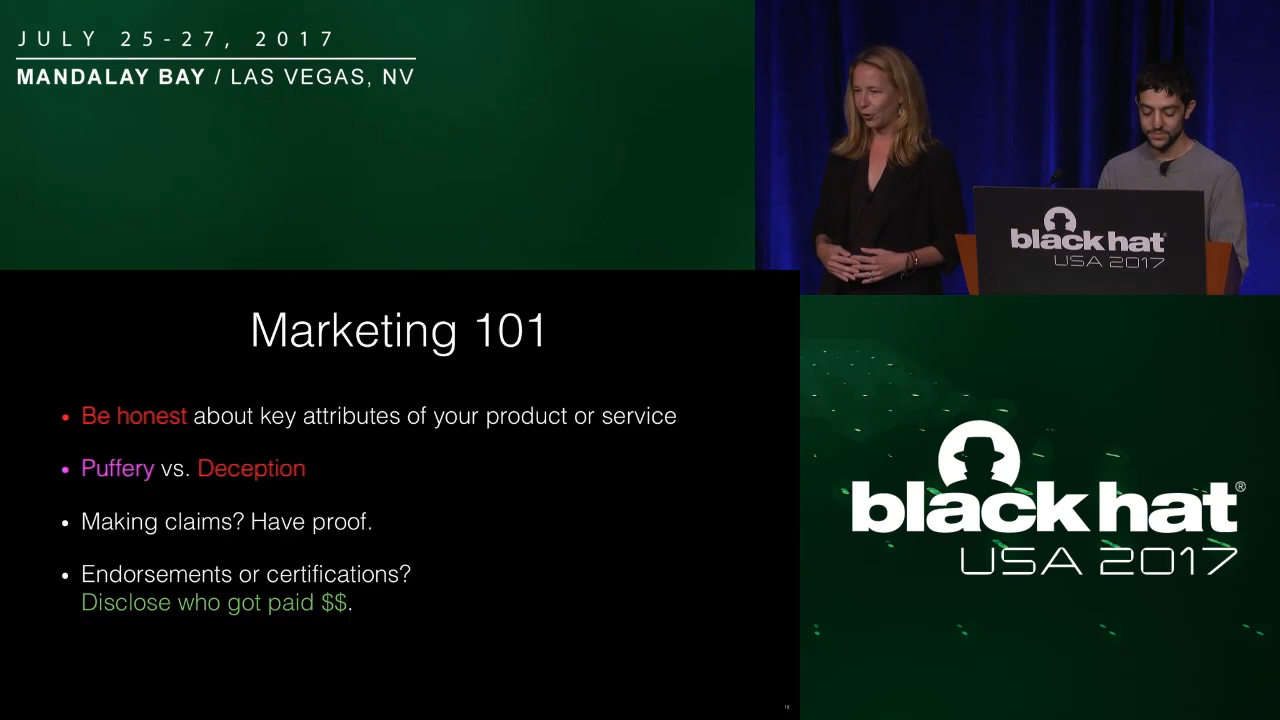 JULY 25-27, 2017
MANDALAY BAY / LAS VEGAS, NV
black hat®
USA 2017
Marketing 101
• Be honest about key attributes of your product or service
• Puffery vs. Deception
• Making claims? Have proof.
• Endorsements or certifications?
Disclose who got paid $$.
black hat®
USA 2017